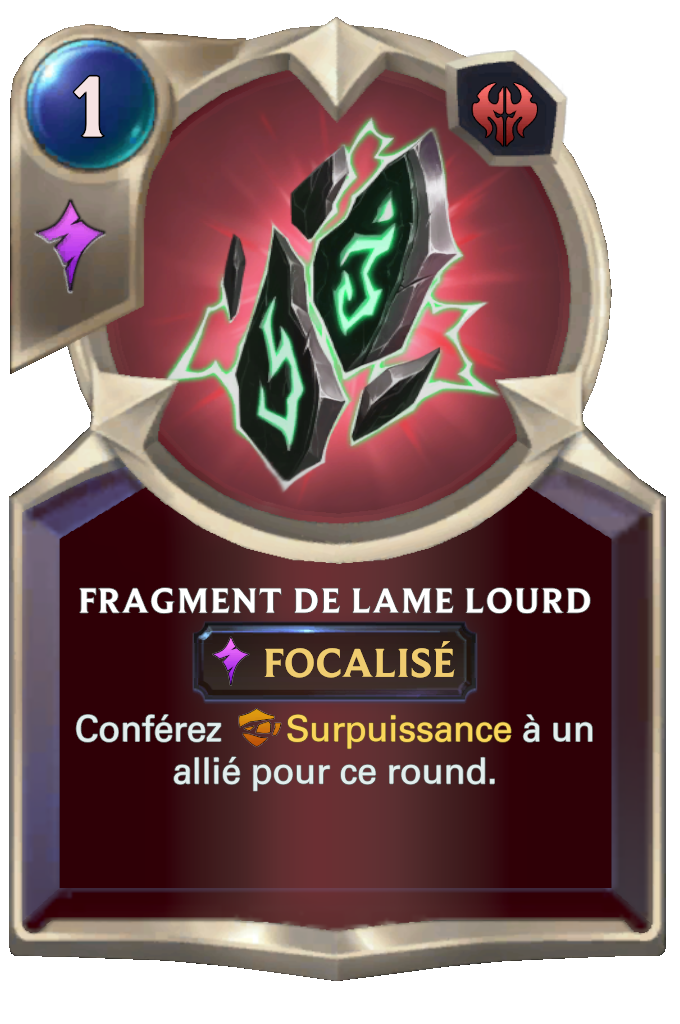 1
FRAGMENT DE LAME LOURD
FOCALISÉ
Conférez Surpuissance à un
allié pour ce round.